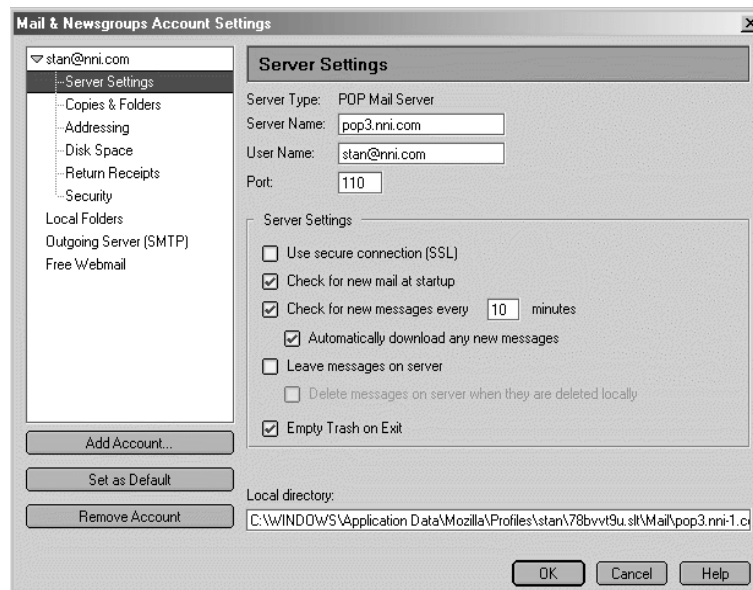 Mail & Newsgroups Account Settings
stan@nni.com
Server Settings
Copies & Folders
Addressing
Disk Space
Return Receipts
Security
Local Folders
Outgoing Server (SMTP)
Free Webmail
Add Account...
Set as Default
Remove Account
Server Settings
Server Type: POP Mail Server
Server Name: pop3.nni.com
User Name: stan@nni.com
Port: 110
Server Settings
Use secure connection (SSL)
Check for new mail at startup
Check for new messages every 10 minutes
Automatically download any new messages
Leave messages on server
Delete messages on server when they are deleted locally
Empty Trash on Exit
Local directory:
C:\WINDOWS\Application Data\Mozilla\Profiles\stan\78bvvt9u.slt\Mail\pop3.nni-1.c
OK Cancel Help